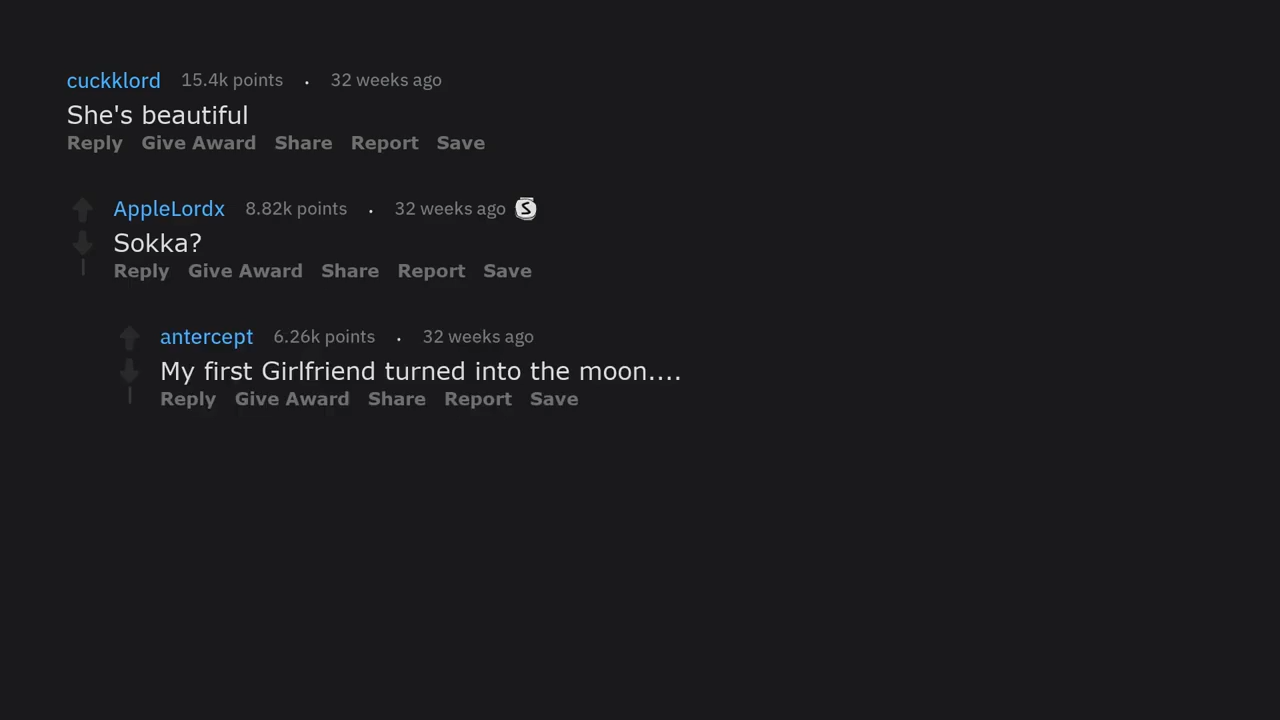 cuckklord 15.4k points . 32 weeks ago
She's beautiful
Reply Give Award Share Report Save
AppleLordx 8.82k points . 32 weeks ago S
Sokka?
Reply Give Award Share Report Save
antercept 6.26k points . 32 weeks ago
My first Girlfriend turned into the moon....
Reply Give Award Share Report Save